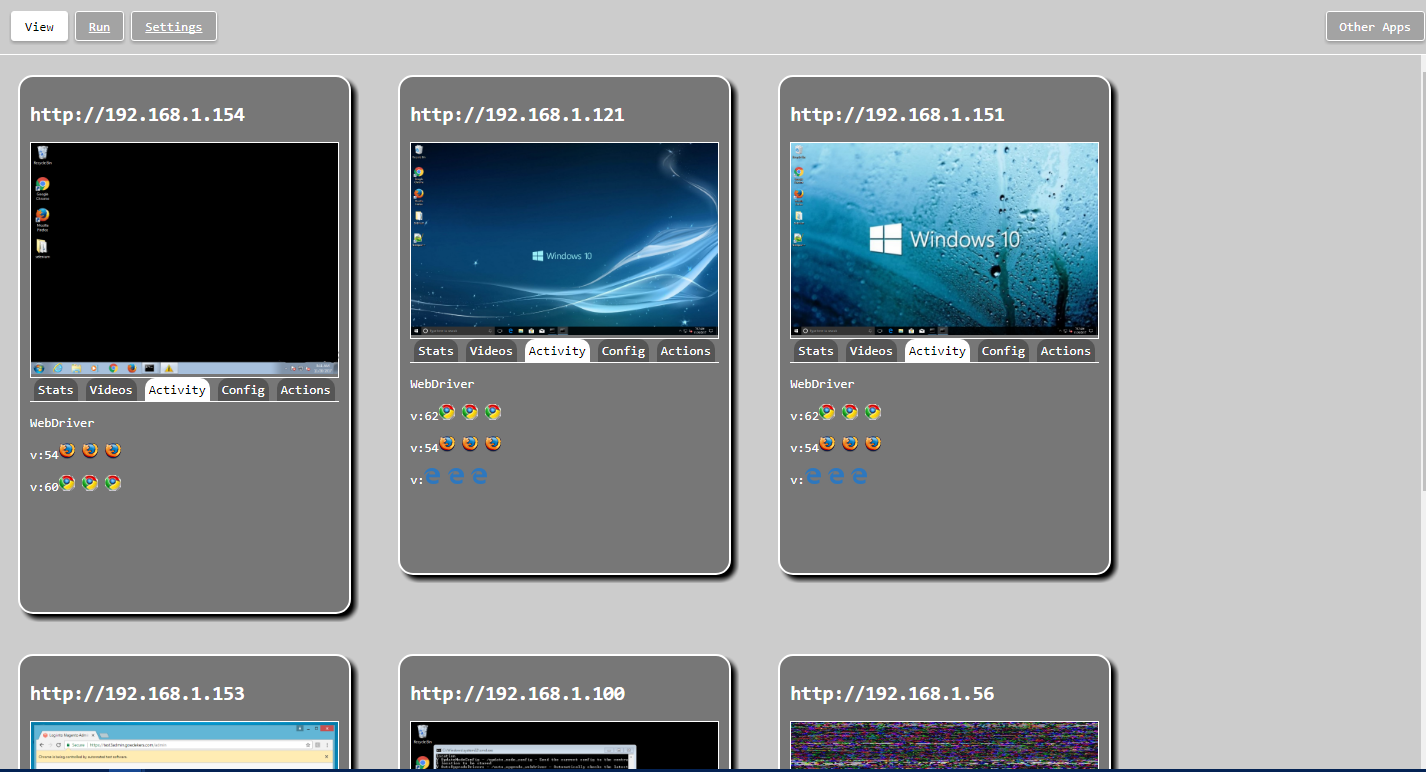 View Run Settings Other Apps
http://192.168.1.154 http://192.168.1.121 http://192.168.1.151
Windows 10 Windows 10
Stats Videos Activity Config Actions Stats Videos Activity Config Actions
Stats Videos Activity Config Actions
WebDriver WebDriver
WebDriver
v:62 v:62
v:54 v:54
v:54
v: v:
v:60
http://192.168.1.153 http://192.168.1.100 http://192.168.1.56